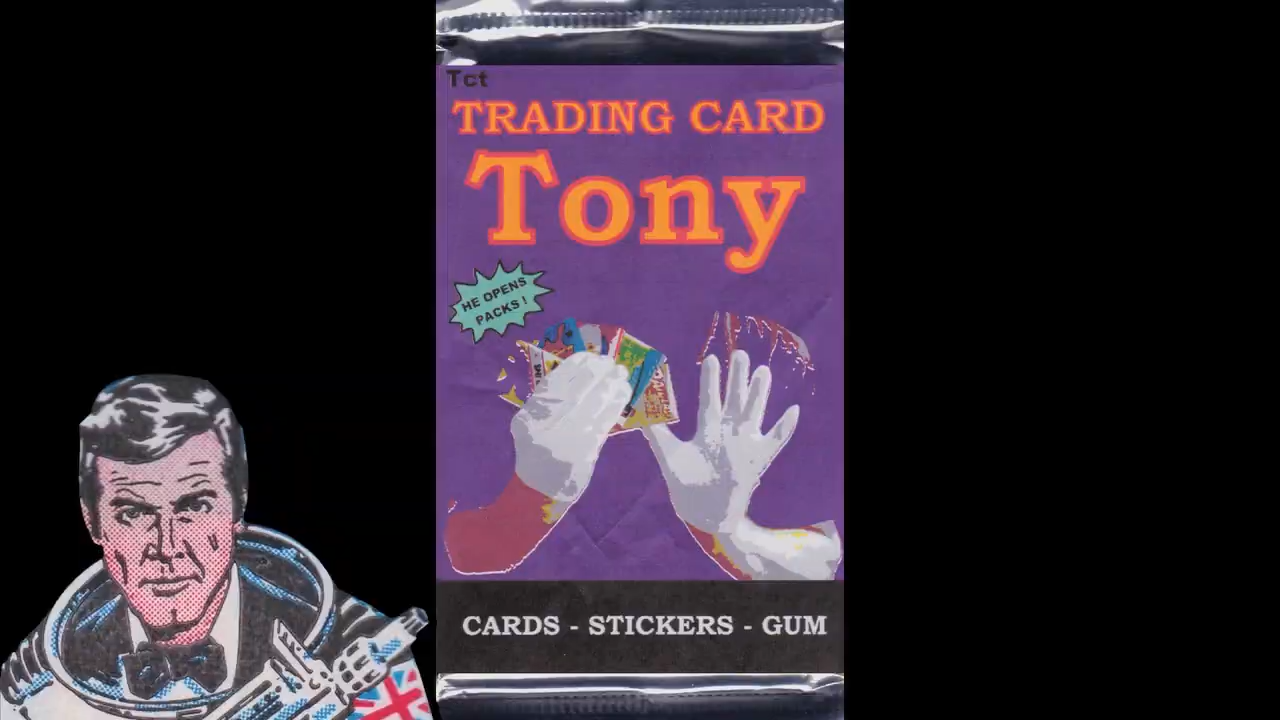 Tct
TRADING CARD
Tony
HE OPENS
PACKS !
CARDS - STICKERS - GUM